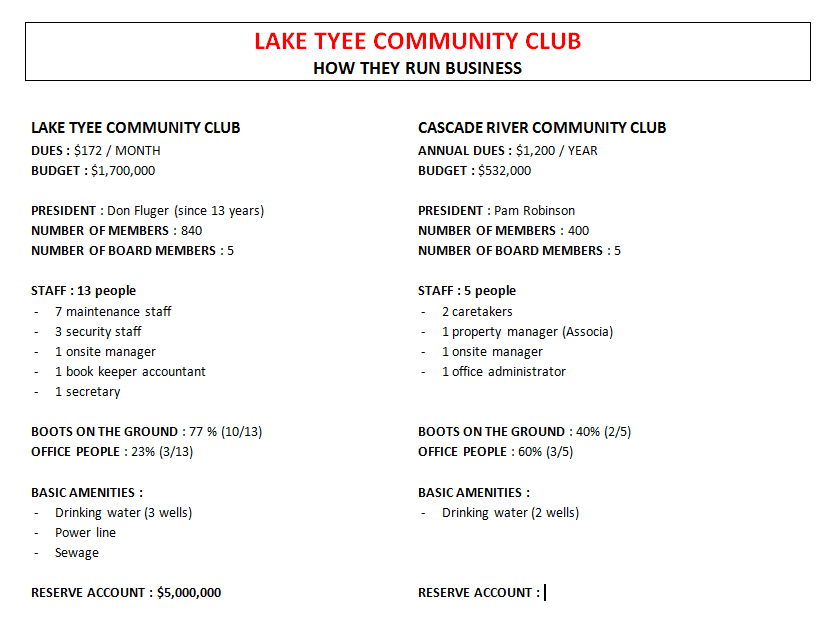 LAKE TYEE COMMUNITY CLUB
HOW THEY RUN BUSINESS
LAKE TYEE COMMUNITY CLUB
DUES : $172 / MONTH
BUDGET : $1,700,000
PRESIDENT : Don Fluger (since 13 years)
NUMBER OF MEMBERS : 840
NUMBER OF BOARD MEMBERS : 5
STAFF : 13 people
- 7 maintenance staff
- 3 security staff
- 1 onsite manager
- 1 book keeper accountant
- 1 secretary
BOOTS ON THE GROUND : 77 % (10/13)
OFFICE PEOPLE : 23% (3/13)
BASIC AMENITIES :
- Drinking water (3 wells)
- Power line
- Sewage
RESERVE ACCOUNT : $5,000,000
CASCADE RIVER COMMUNITY CLUB
ANNUAL DUES : $1,200 / YEAR
BUDGET : $532,000
PRESIDENT : Pam Robinson
NUMBER OF MEMBERS : 400
NUMBER OF BOARD MEMBERS : 5
STAFF : 5 people
- 2 caretakers
- 1 property manager (Associa)
- 1 onsite manager
- 1 office administrator
BOOTS ON THE GROUND : 40% (2/5)
OFFICE PEOPLE : 60% (3/5)
BASIC AMENITIES :
- Drinking water (2 wells)
RESERVE ACCOUNT :